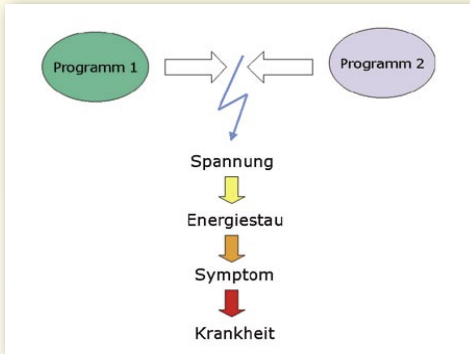 Programm 1
Programm 2
Spannung
Energiestau
Symptom
Krankheit